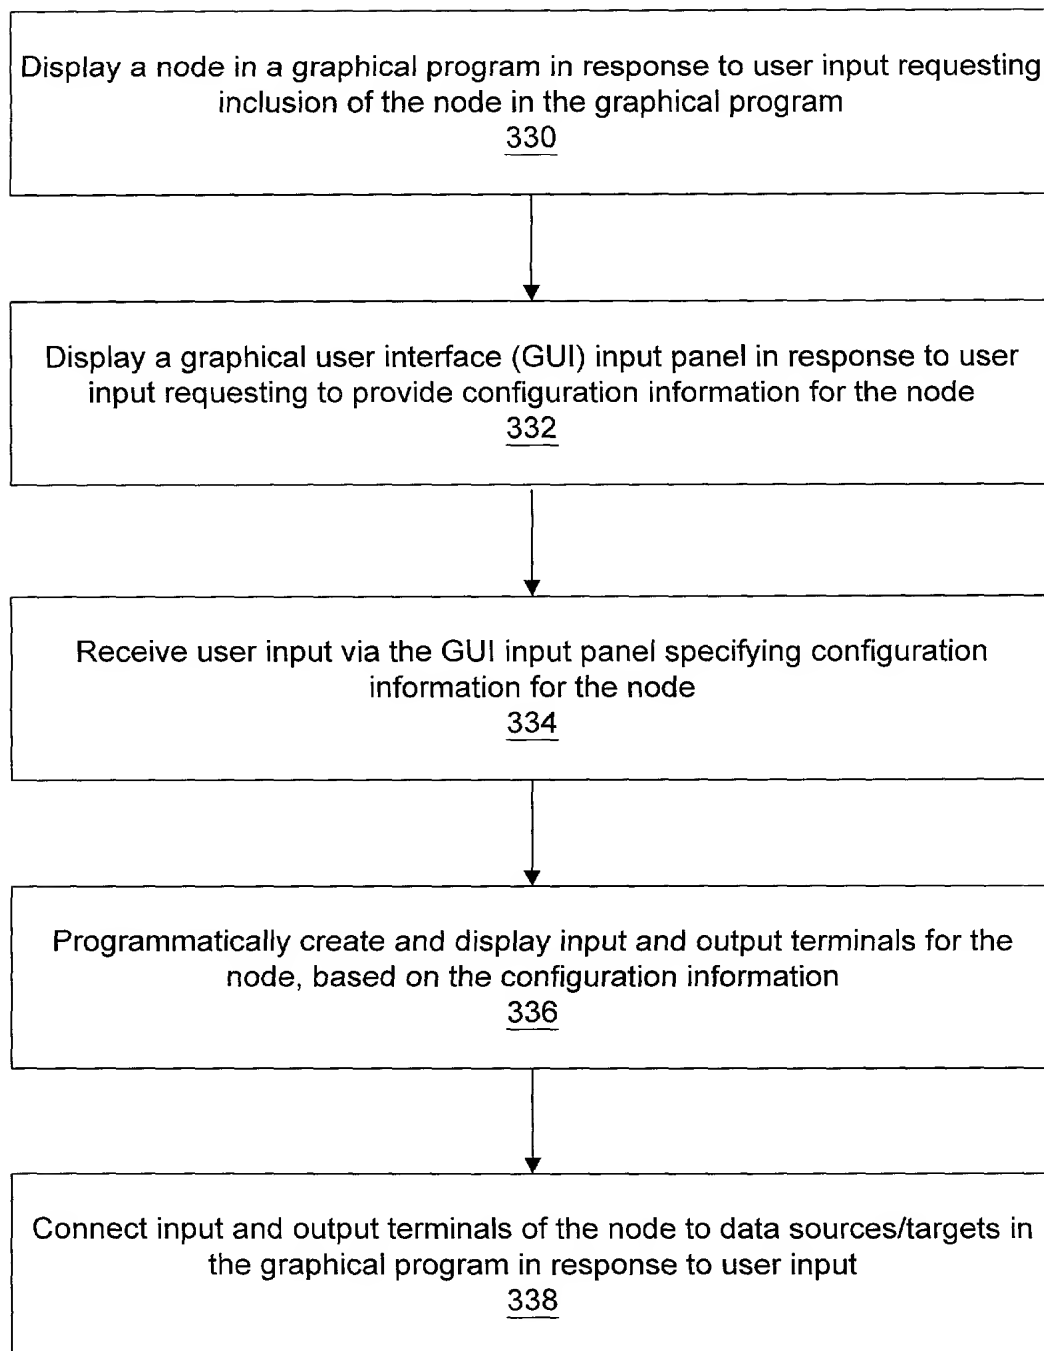 Display a node in a graphical program in response to user input requesting
inclusion of the node in the graphical program
330
Display a graphical user interface (GUI) input panel in response to user
input requesting to provide configuration information for the node
332
Receive user input via the GUI input panel specifying configuration
information for the node
334
Programmatically create and display input and output terminals for the
node, based on the configuration information
336
Connect input and output terminals of the node to data sources/targets in
the graphical program in response to user input
338